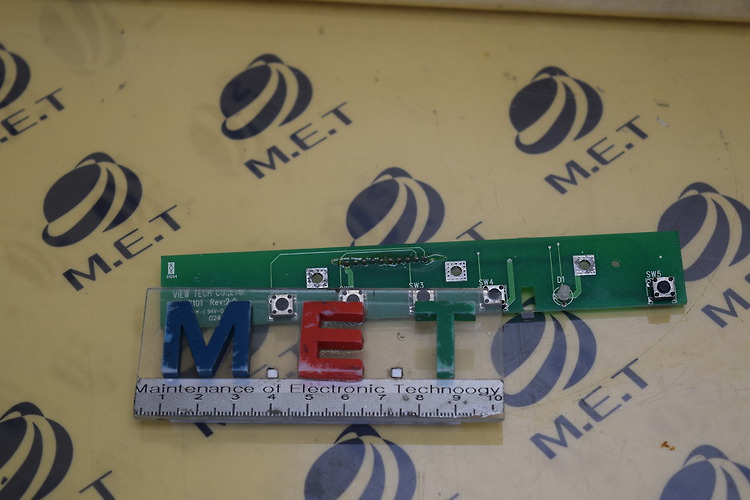 M.E.T
M.E.T
M.E.T
M.E.T
SW3
SW4
D1
SW5
VIEW TECH CO.,LTD
M.E.T
Maintenance of Electronic Technoogy
1 2 3 4 5 6 7 8 9 10
M.E.T